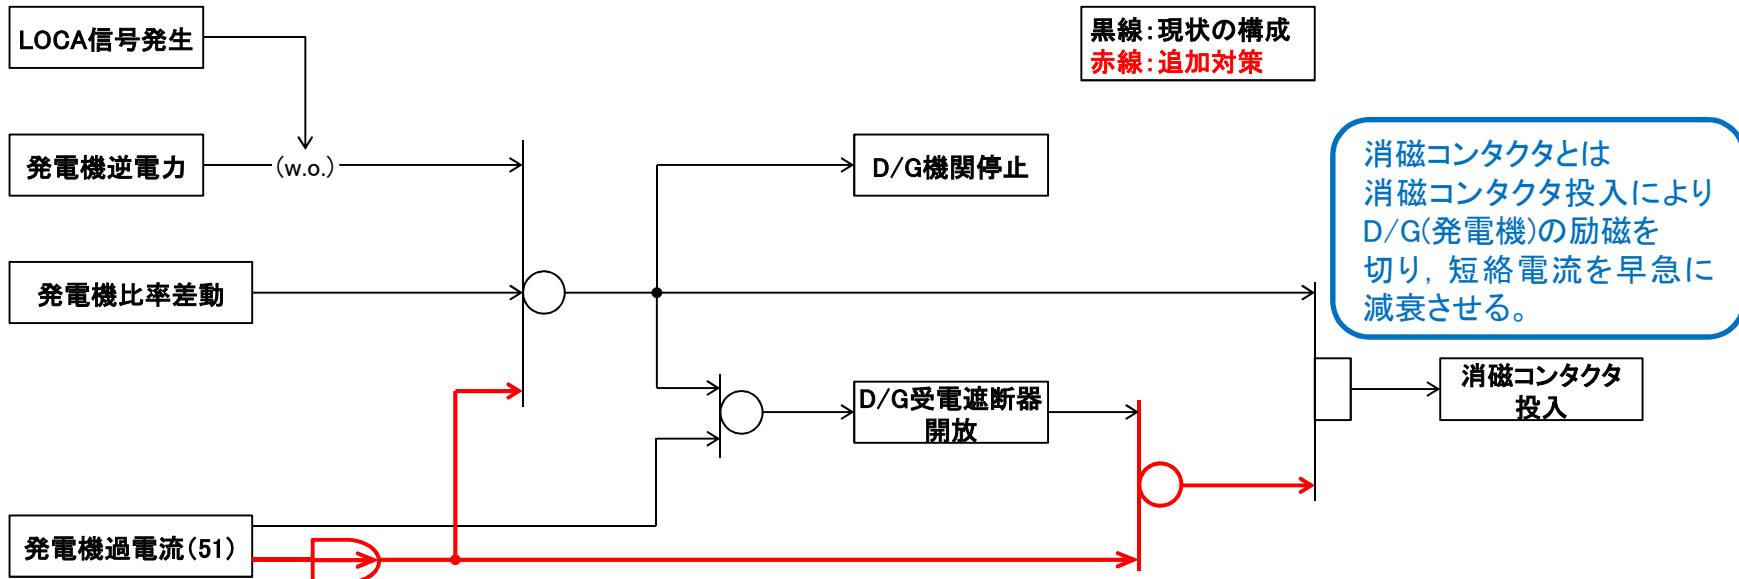 LOCA信号発生
黒線：現状の構成
赤線：追加対策
発電機逆電力
(w.o.)
D/G機関停止
消磁コンタクタとは
消磁コンタクタ投入により
D/G(発電機)の励磁を
切り，短絡電流を早急に
減衰させる。
発電機比率差動
D/G受電遮断器
開放
消磁コンタクタ
投入
発電機過電流(51)